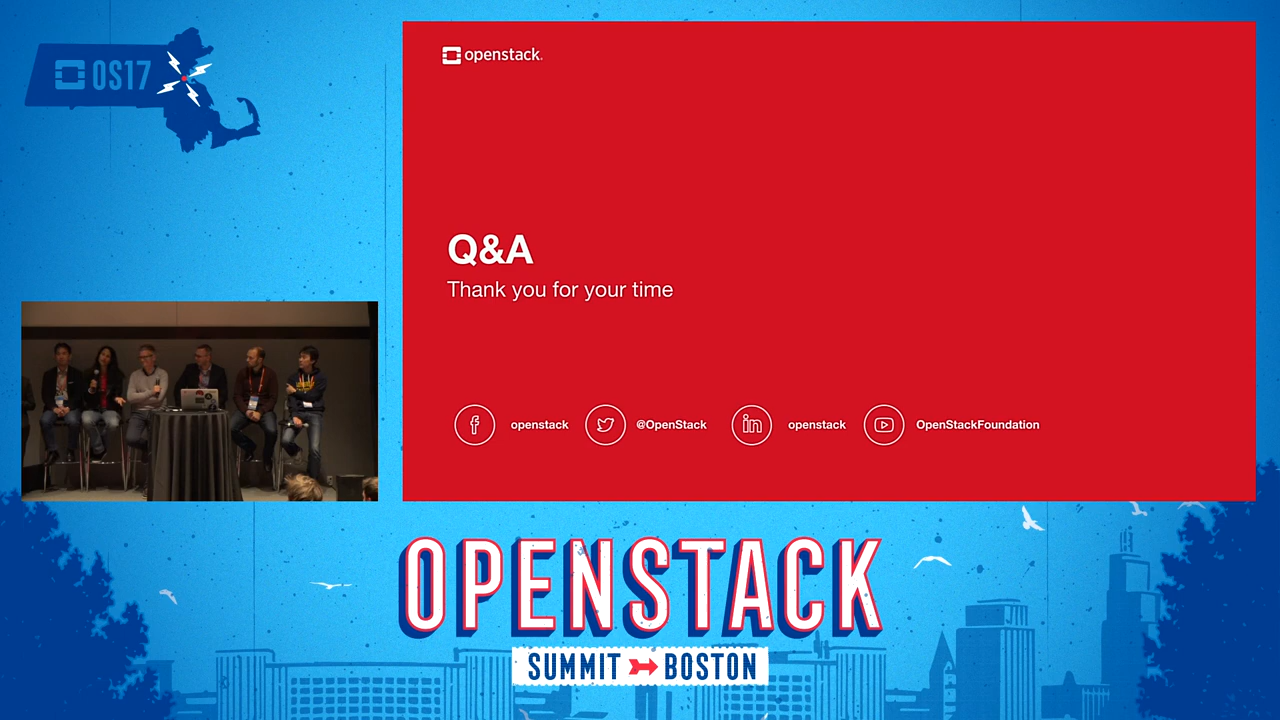 OS17
openstack.
Q&A
Thank you for your time
openstack
@OpenStack
openstack
OpenStackFoundation
OPENSTACK
SUMMIT BOSTON